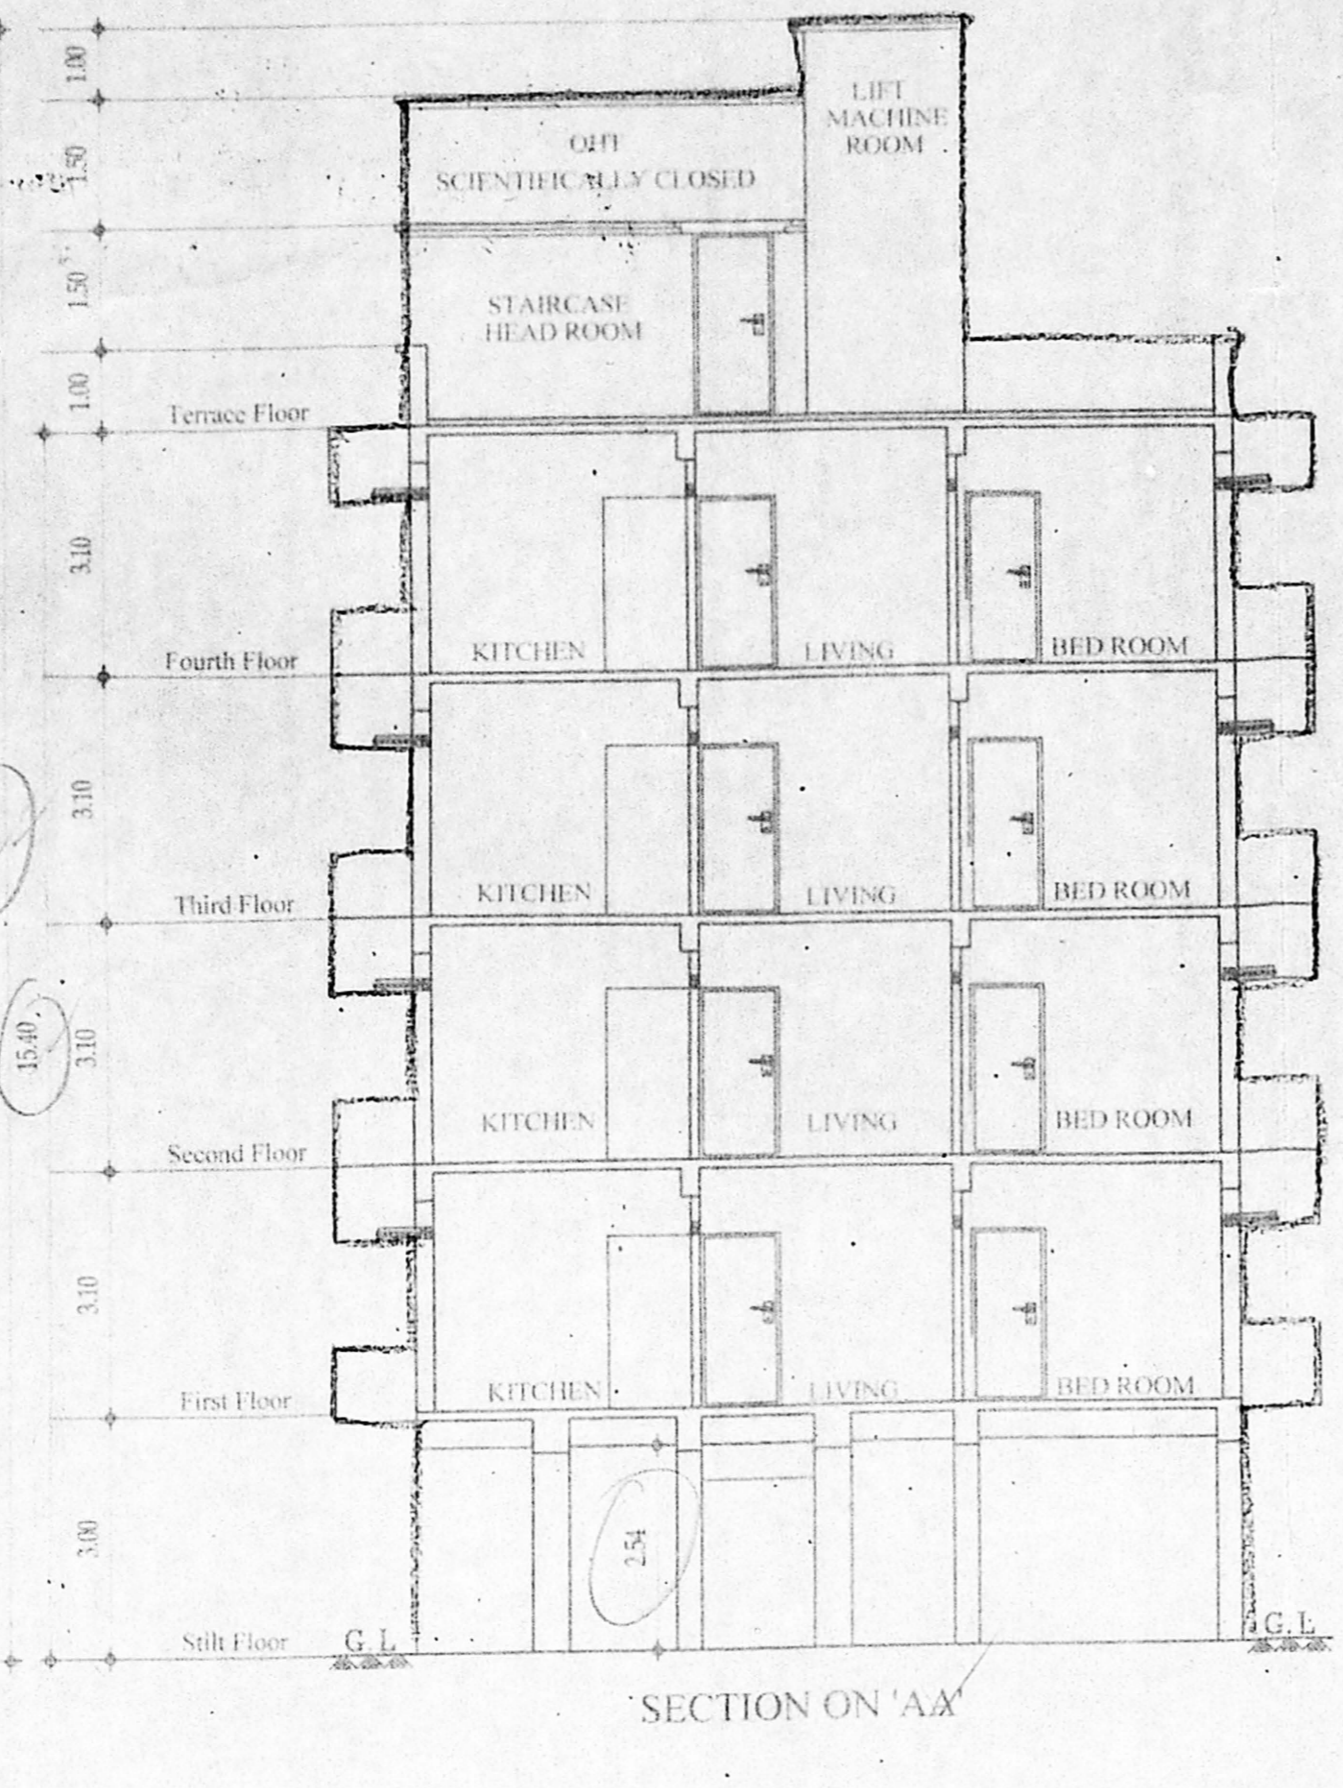 1.00
LIFT
MACHINE
ROOM
OHT
SCIENTIFICALLY CLOSED
1.50
1.50
STAIRCASE
HEAD ROOM
1.00
Terrace Floor
3.10
KITCHEN
LIVING
BED ROOM
Fourth Floor
3.10
KITCHEN
LIVING
BED ROOM
Third Floor
15.40
3.10
KITCHEN
LIVING
BED ROOM
Second Floor
3.10
KITCHEN
LIVING
BED ROOM
First Floor
3.00
2.54
Stilt Floor
G. L
G. L
SECTION ON 'AA'